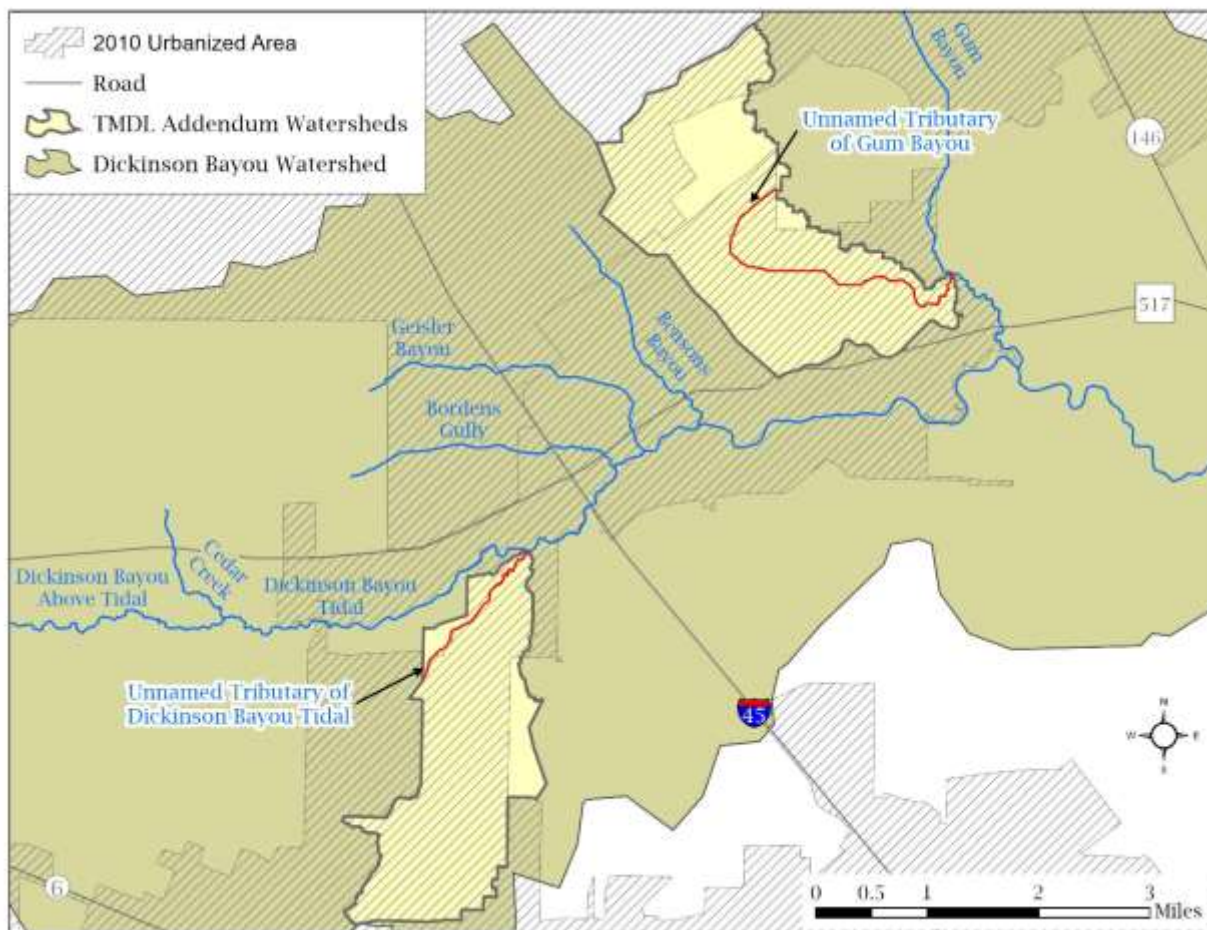 2010 Urbanized Area
Road
TMDL Addendum Watersheds
Dickinson Bayou Watershed
Gum
Bayou
Unnamed Tributary
of Gum Bayou
146
517
Geisler
Bayou
Bensons
Bayou
Bordens
Gully
Cedar
Creek
Dickinson Bayou
Above Tidal
Dickinson Bayou
Tidal
Unnamed Tributary of
Dickinson Bayou Tidal
45
N
W E
S
6
0 0.5 1 2 3
Miles